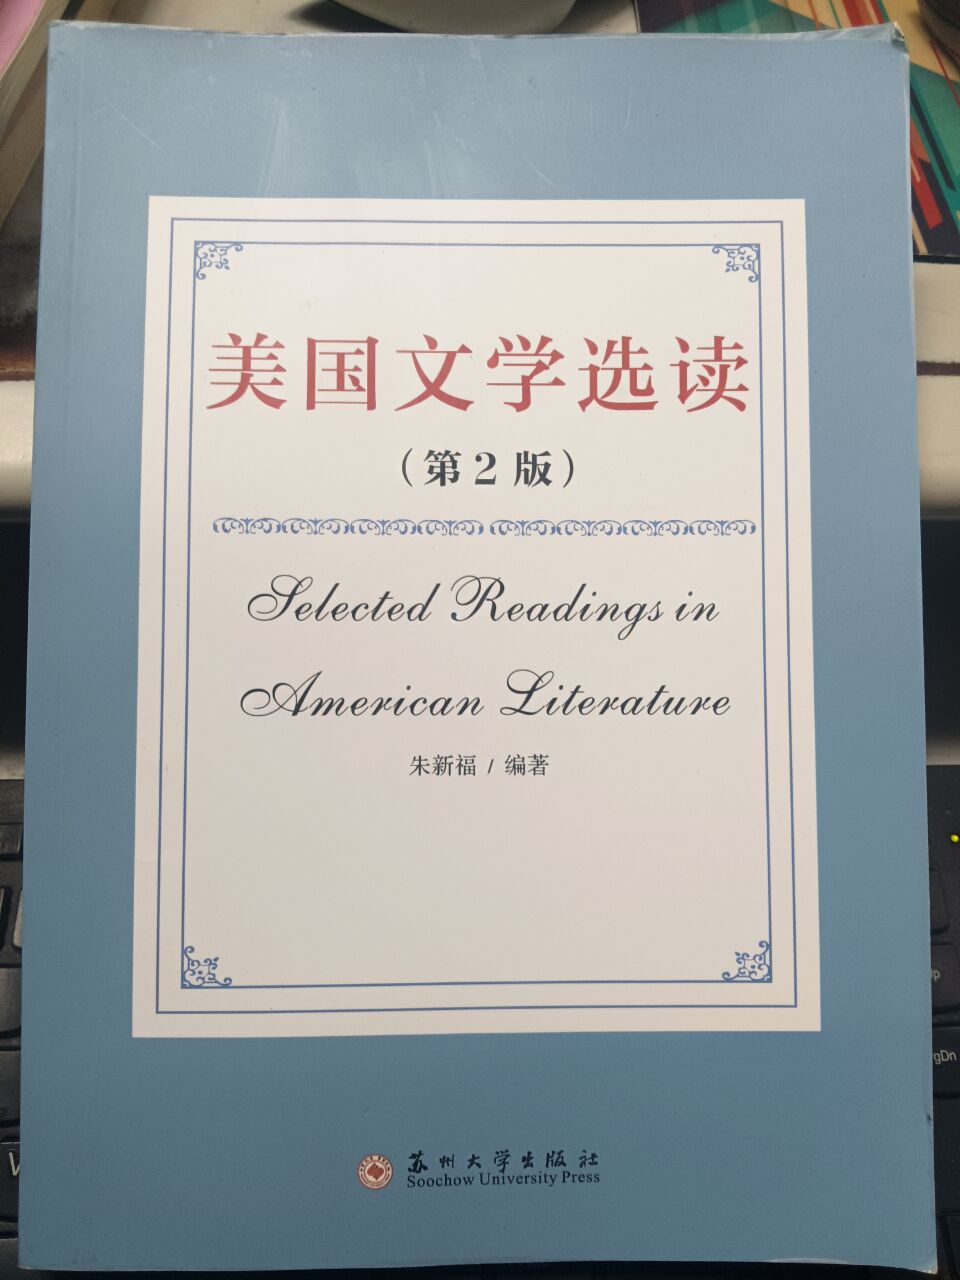 美国文学选读
（第2版）
Selected Readings in
American Literature
朱新福 / 编著
苏州大学出版社
Soochow University Press
gDn